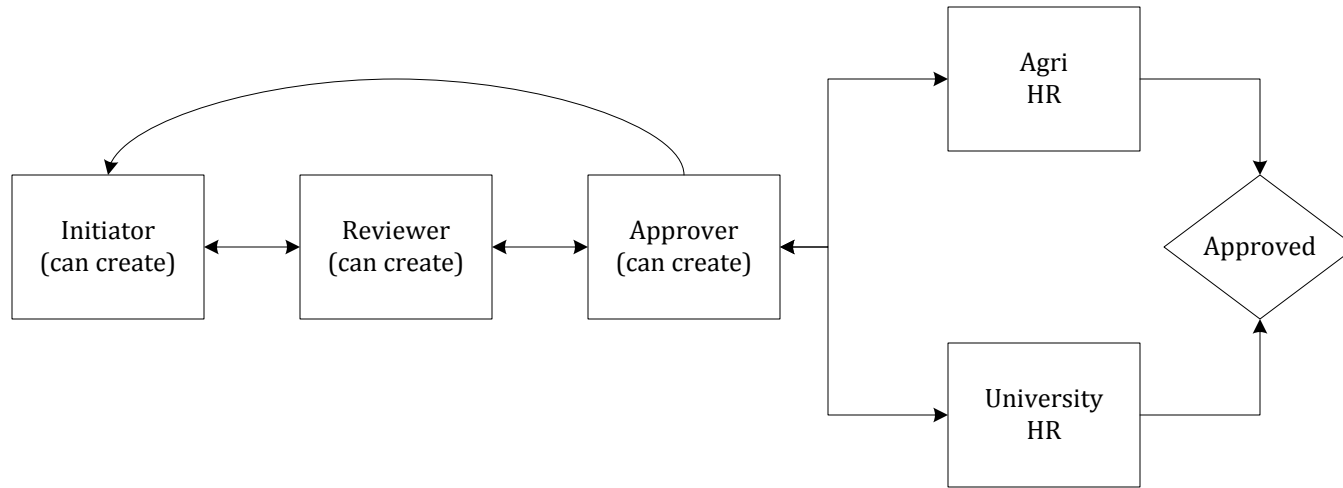 Agri
HR
Initiator
(can create)
Reviewer
(can create)
Approver
(can create)
Approved
University
HR